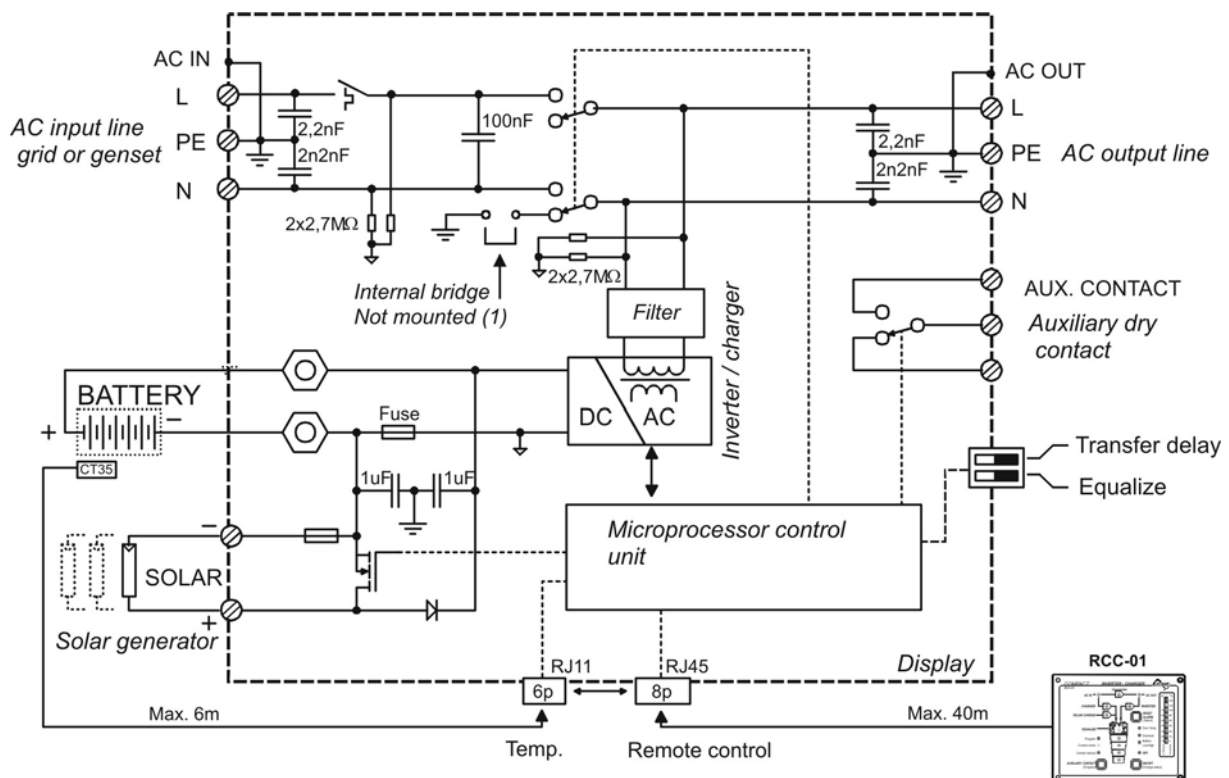 AC IN
L
PE
N
AC input line
grid or genset
2,2nF
2n2nF
100nF
2x2,7MΩ
Internal bridge
Not mounted (1)
2x2,7MΩ
Filter
Inverter / charger
DC
AC
AC OUT
L
PE
N
AC output line
2,2nF
2n2nF
AUX. CONTACT
Auxiliary dry
contact
Transfer delay
Equalize
BATTERY
+
−
CT35
Fuse
1uF
1uF
−
SOLAR
+
Solar generator
Microprocessor control
unit
Display
RJ11
RJ45
6p
8p
Max. 6m
Temp.
Remote control
Max. 40m
RCC-01